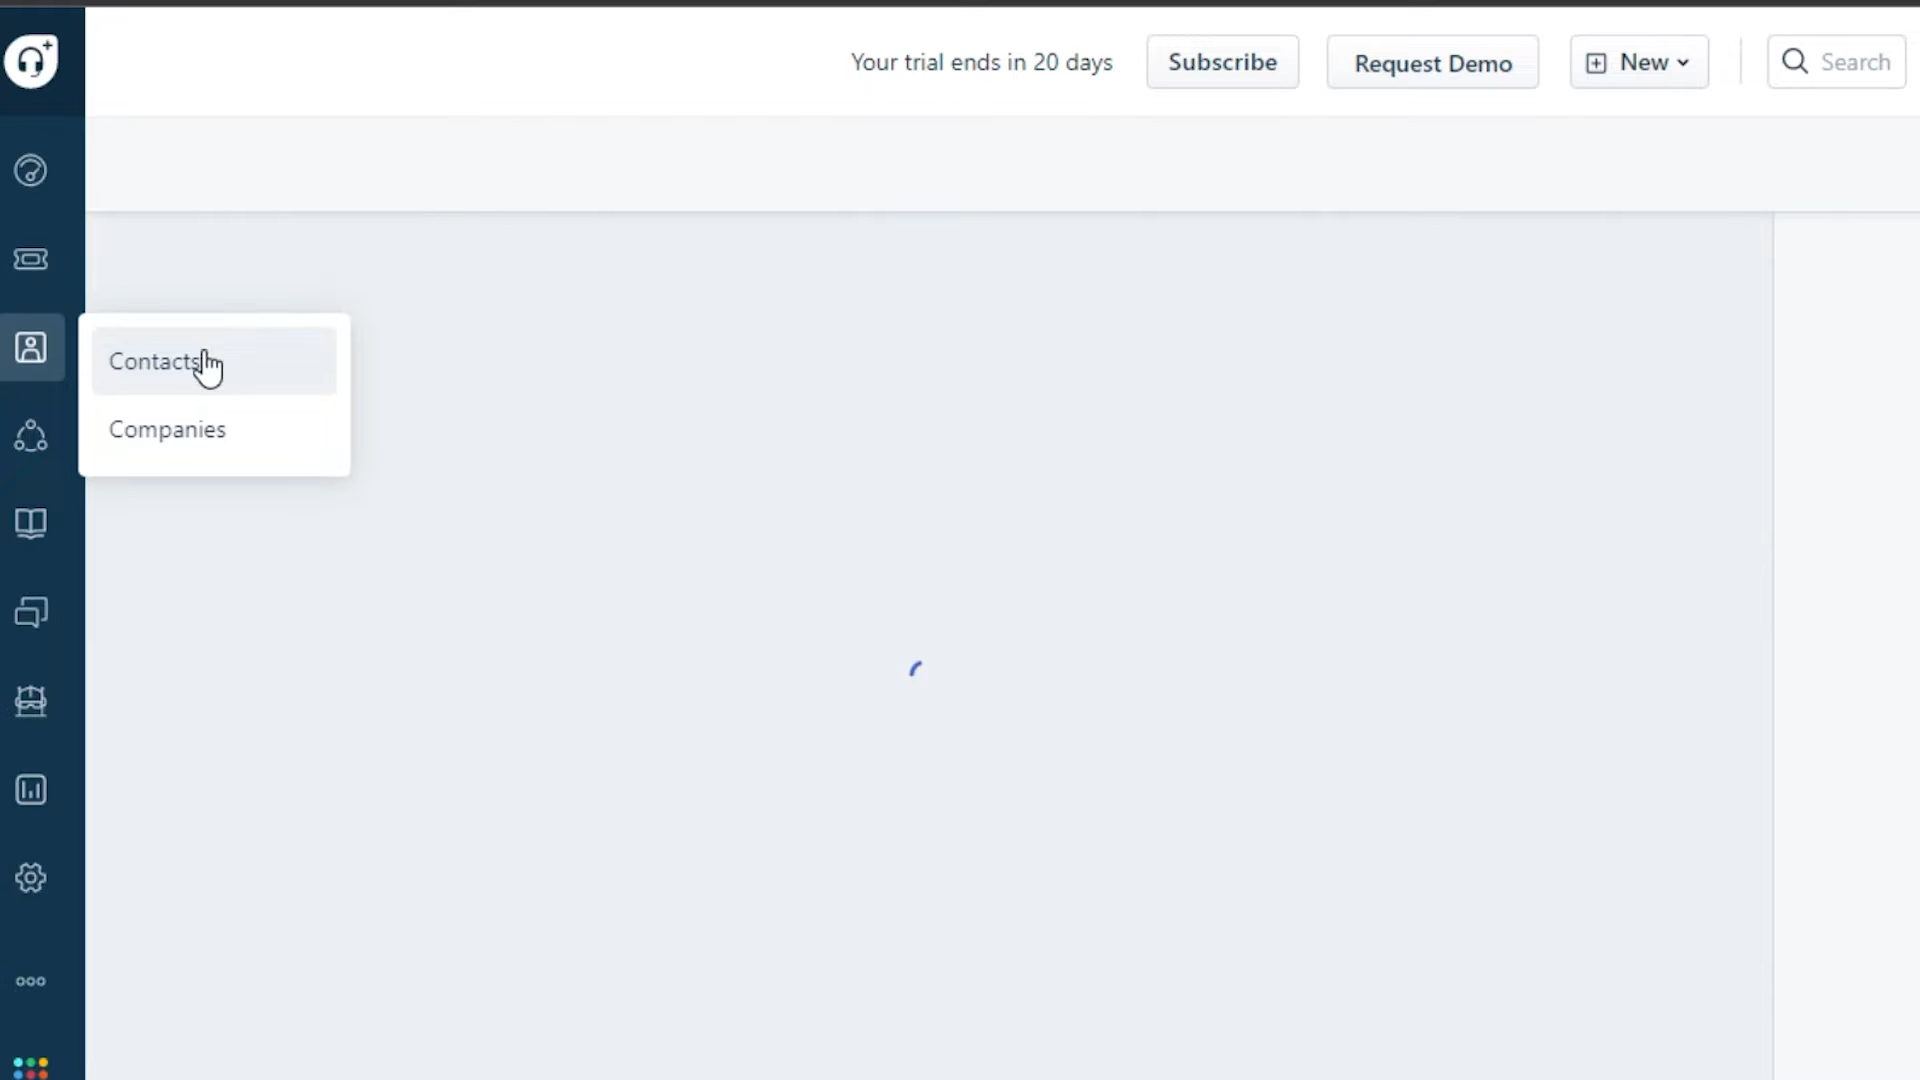 Your trial ends in 20 days
Subscribe
Request Demo
New
Search
Contacts
Companies